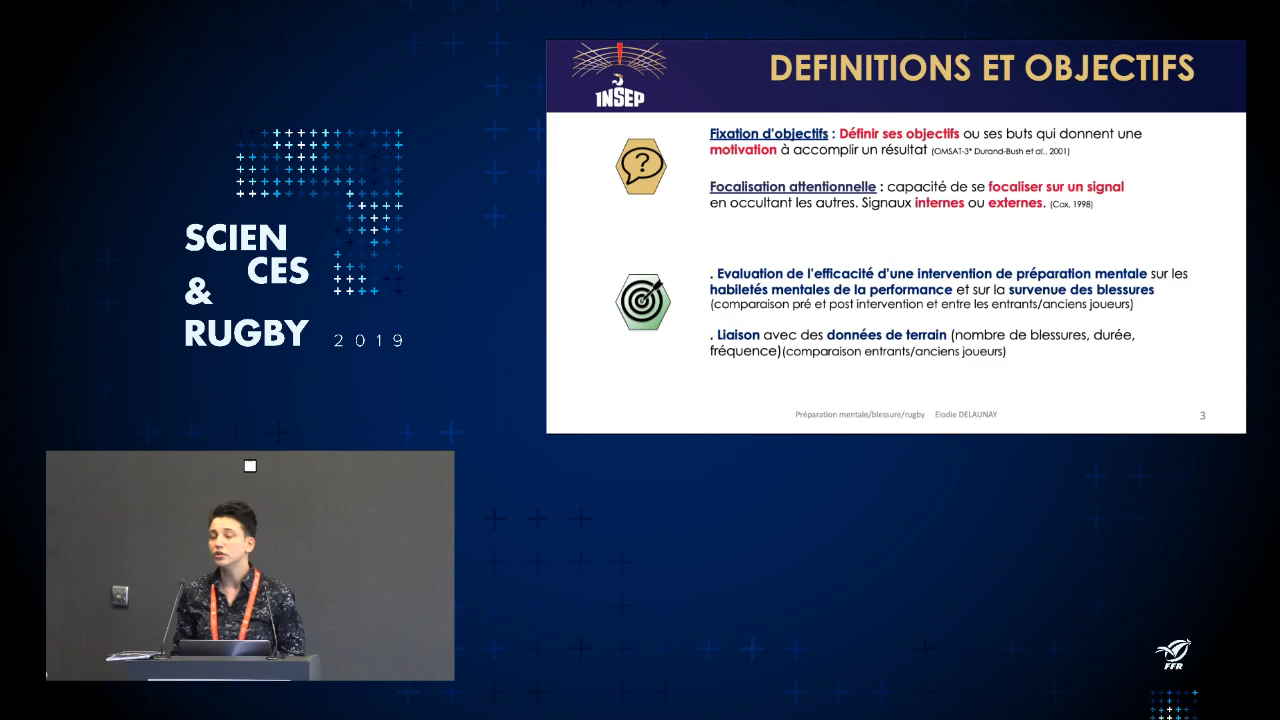 SCIEN
CES
&
RUGBY 2019
INSEP
DEFINITIONS ET OBJECTIFS
Fixation d'objectifs : Définir ses objectifs ou ses buts qui donnent une
motivation à accomplir un résultat (OMSAT-3* Durand-Bush et al., 2001)
Focalisation attentionnelle : capacité de se focaliser sur un signal
en occultant les autres. Signaux internes ou externes. (Cox, 1998)
. Evaluation de l'efficacité d'une intervention de préparation mentale sur les
habiletés mentales de la performance et sur la survenue des blessures
(comparaison pré et post intervention et entre les entrants/anciens joueurs)
. Liaison avec des données de terrain (nombre de blessures, durée,
fréquence)(comparaison entrants/anciens joueurs)
Préparation mentale/blessure/rugby Elodie DELAUNAY
3
FFR